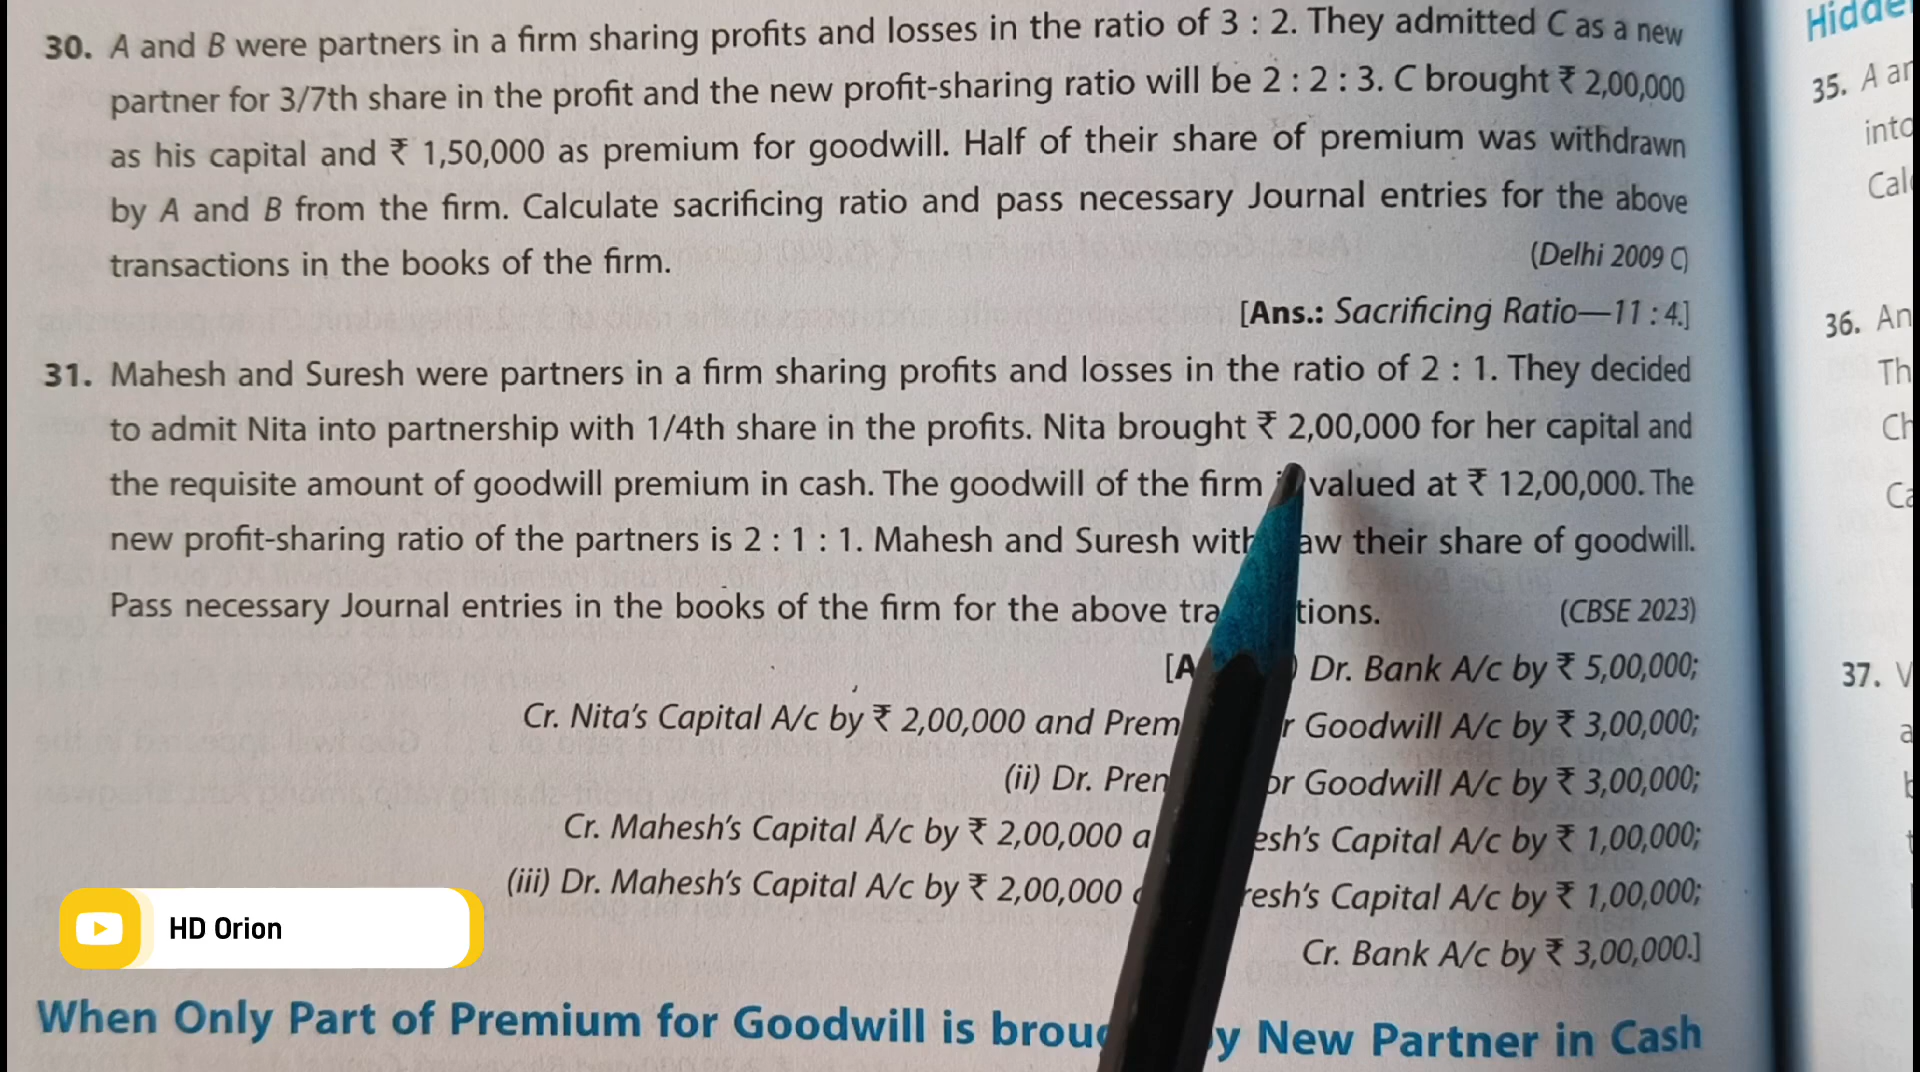 30. A and B were partners in a firm sharing profits and losses in the ratio of 3 : 2. They admitted C as a new
partner for 3/7th share in the profit and the new profit-sharing ratio will be 2 : 2 : 3. C brought ₹ 2,00,000
as his capital and ₹ 1,50,000 as premium for goodwill. Half of their share of premium was withdrawn
by A and B from the firm. Calculate sacrificing ratio and pass necessary Journal entries for the above
transactions in the books of the firm. (Delhi 2009 C)
[Ans.: Sacrificing Ratio—11 : 4.]
31. Mahesh and Suresh were partners in a firm sharing profits and losses in the ratio of 2 : 1. They decided
to admit Nita into partnership with 1/4th share in the profits. Nita brought ₹ 2,00,000 for her capital and
the requisite amount of goodwill premium in cash. The goodwill of the firm valued at ₹ 12,00,000. The
new profit-sharing ratio of the partners is 2 : 1 : 1. Mahesh and Suresh with aw their share of goodwill.
Pass necessary Journal entries in the books of the firm for the above tra tions. (CBSE 2023)
[A ) Dr. Bank A/c by ₹ 5,00,000;
Cr. Nita's Capital A/c by ₹ 2,00,000 and Prem r Goodwill A/c by ₹ 3,00,000;
(ii) Dr. Prem or Goodwill A/c by ₹ 3,00,000;
Cr. Mahesh's Capital A/c by ₹ 2,00,000 a esh's Capital A/c by ₹ 1,00,000;
(iii) Dr. Mahesh's Capital A/c by ₹ 2,00,000 resh's Capital A/c by ₹ 1,00,000;
Cr. Bank A/c by ₹ 3,00,000.]
HD Orion
When Only Part of Premium for Goodwill is brou y New Partner in Cash
35. A
into
36. An
Th
37.